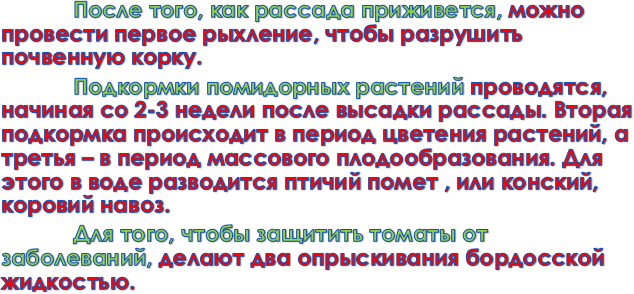 После того, как рассада приживется, можно
провести первое рыхление, чтобы разрушить
почвенную корку.
Подкормки помидорных растений проводятся,
начиная со 2-3 недели после высадки рассады. Вторая
подкормка происходит в период цветения растений, а
третья – в период массового плодообразования. Для
этого в воде разводится птичий помет , или конский,
коровий навоз.
Для того, чтобы защитить томаты от
заболеваний, делают два опрыскивания бордосской
жидкостью.